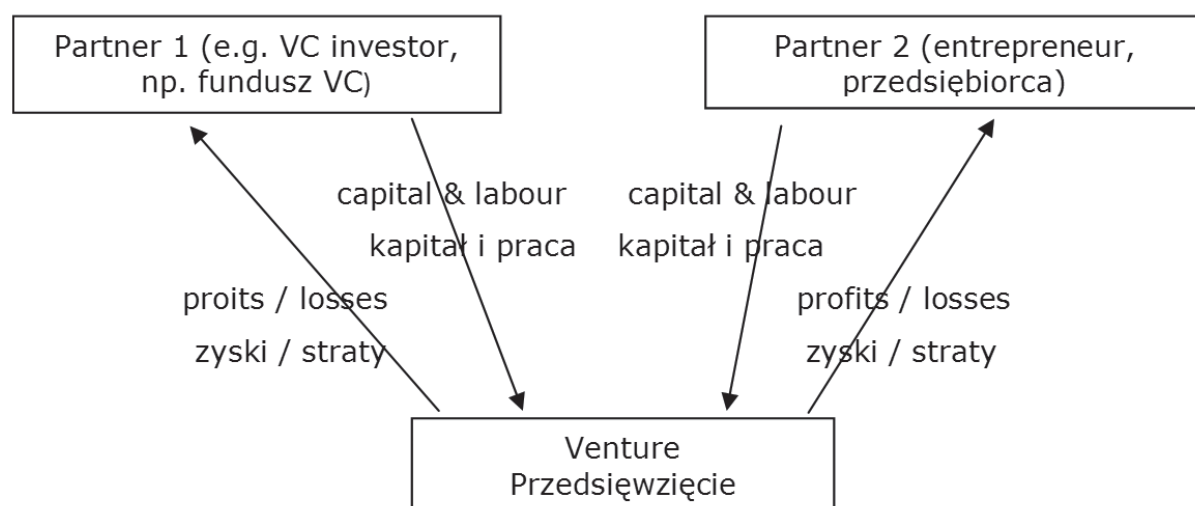 Partner 1 (e.g. VC investor,
np. fundusz VC)
Partner 2 (entrepreneur,
przedsiębiorca)
capital & labour
kapitał i praca
capital & labour
kapitał i praca
proits / losses
zyski / straty
profits / losses
zyski / straty
Venture
Przedsięwzięcie